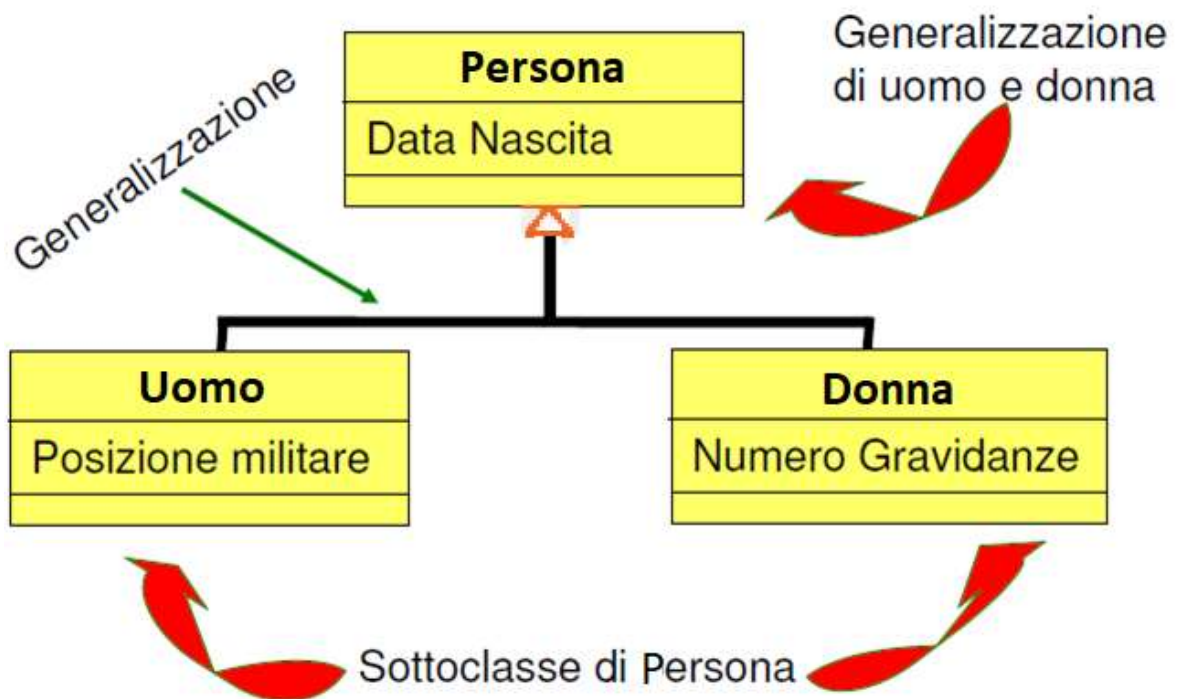 Persona
Data Nascita
Generalizzazione
di uomo e donna
Generalizzazione
Uomo
Posizione militare
Donna
Numero Gravidanze
Sottoclasse di Persona